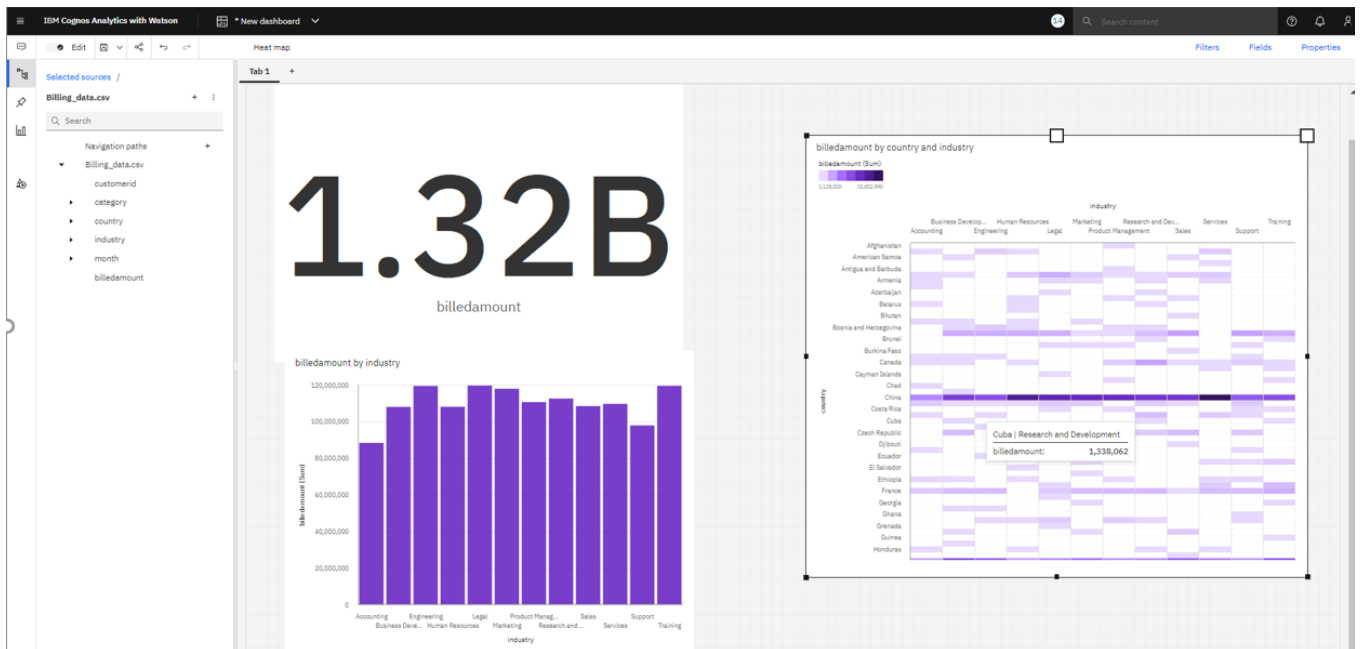 IBM Cognos Analytics with Watson
* New dashboard
14
Search content
Edit
Heat map
Filters
Fields
Properties
Selected sources /
Billing_data.csv
Search
Navigation paths
Billing_data.csv
customerid
category
country
industry
month
billedamount
Tab 1
1.32B
billedamount
billedamount by industry
120,000,000
100,000,000
80,000,000
60,000,000
40,000,000
20,000,000
0
billedamount (Sum)
Accounting Engineering Legal Product Manag... Sales Support
Business Deve... Human Resources Marketing Research and ... Services Training
industry
billedamount by country and industry
billedamount (Sum)
industry
Business Develop... Human Resources Marketing Research and Dev... Services Training
Accounting Engineering Legal Product Management Sales Support
country
Afghanistan
American Samoa
Antigua and Barbuda
Armenia
Azerbaijan
Belarus
Bhutan
Bosnia and Herzegovina
Brunei
Burkina Faso
Canada
Cayman Islands
Chad
China
Costa Rica
Cuba
Czech Republic
Djibouti
Ecuador
El Salvador
Ethiopia
France
Georgia
Ghana
Grenada
Guinea
Honduras
Cuba | Research and Development
billedamount: 1,338,062